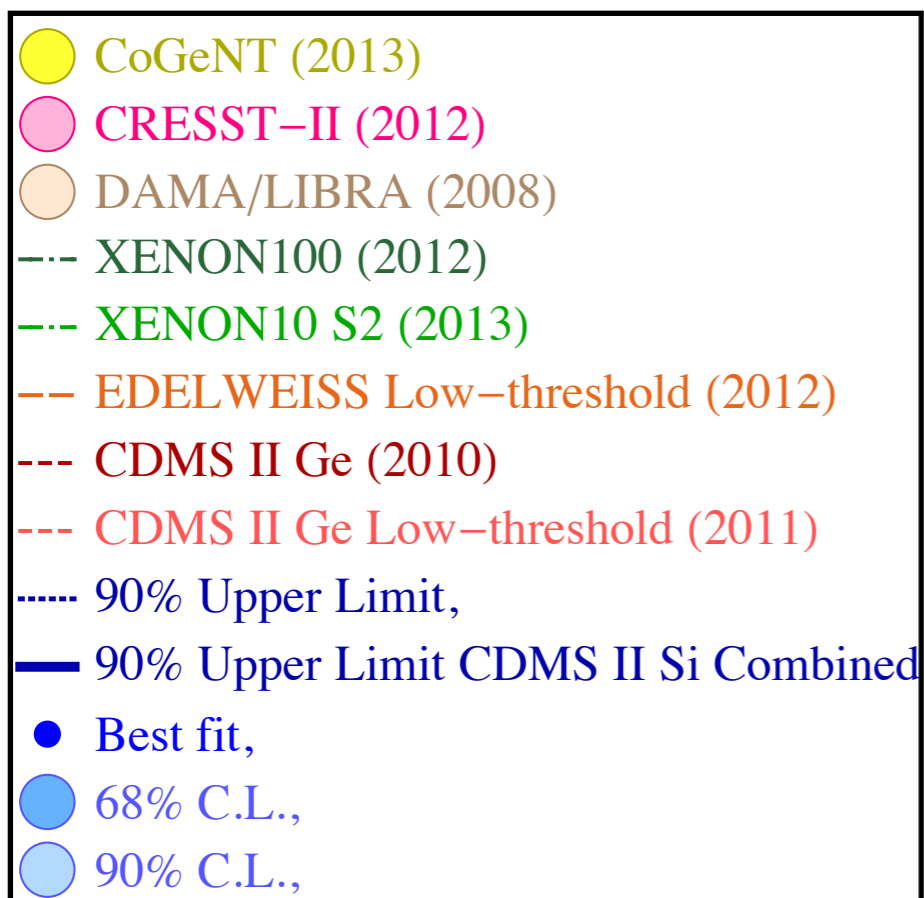 CoGeNT (2013)
CRESST−II (2012)
DAMA/LIBRA (2008)
XENON100 (2012)
XENON10 S2 (2013)
EDELWEISS Low−threshold (2012)
CDMS II Ge (2010)
CDMS II Ge Low−threshold (2011)
90% Upper Limit,
90% Upper Limit CDMS II Si Combined
Best fit,
68% C.L.,
90% C.L.,